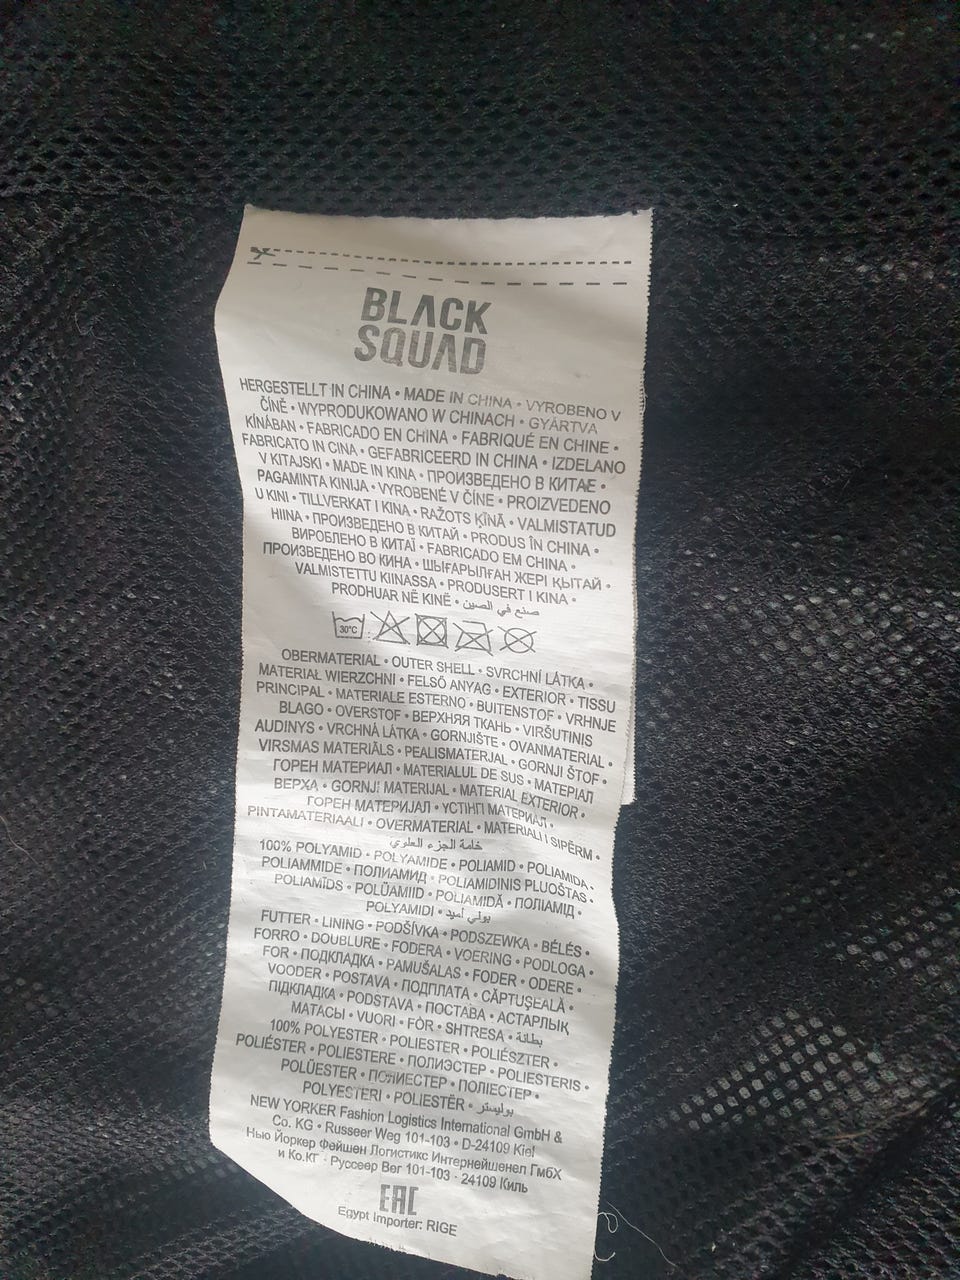 BLACK
SQUAD
HERGESTELLT IN CHINA • MADE IN CHINA • VYROBENO V
ČÍNĚ • WYPRODUKOWANO W CHINACH • GYÁRTVA
KÍNÁBAN • FABRICADO EN CHINA • FABRIQUÉ EN CHINE •
FABRICATO IN CINA • GEFABRICEERD IN CHINA • IZDELANO
V KITAJSKI • MADE IN KINA • ПРОИЗВЕДЕНО В КИТАЕ •
PAGAMINTA KINIJA • VYROBENÉ V ČÍNE • PROIZVEDENO
U KINI • TILLVERKAT I KINA • RAŽOTS ĶĪNĀ • VALMISTATUD
HIINA • ПРОИЗВЕДЕНО В КИТАЙ • PRODUS ÎN CHINA •
ВИРОБЛЕНО В КИТАЇ • FABRICADO EM CHINA •
ПРОИЗВЕДЕНО ВО КИНА • ШЫҒАРЫЛҒАН ЖЕРІ ҚЫТАЙ •
VALMISTETTU KIINASSA • PRODUSERT I KINA •
PRODHUAR NË KINË • صنع في الصين
30°C
OBERMATERIAL • OUTER SHELL • SVRCHNÍ LÁTKA •
MATERIAŁ WIERZCHNI • FELSŐ ANYAG • EXTERIOR • TISSU
PRINCIPAL • MATERIALE ESTERNO • BUITENSTOF • VRHNJE
BLAGO • OVERSTOF • ВЕРХНЯЯ ТКАНЬ • VIRŠUTINIS
AUDINYS • VRCHNÁ LÁTKA • GORNJIŠTE • OVANMATERIAL •
VIRSMAS MATERIĀLS • PEALISMATERJAL • GORNJI ŠTOF •
ГОРЕН МАТЕРИАЛ • MATERIALUL DE SUS • МАТЕРІАЛ
ВЕРХА • GORNJI MATERIJAL • MATERIAL EXTERIOR •
ГОРЕН МАТЕРИЈАЛ • ҮСТІҢГІ МАТЕРИАЛ •
PINTAMATERIAALI • OVERMATERIAL • MATERIALI I SIPËRM •
خامة الجزء العلوي
100% POLYAMID • POLYAMIDE • POLIAMID • POLIAMIDA •
POLIAMMIDE • ПОЛИАМИД • POLIAMIDINIS PLUOŠTAS •
POLIAMĪDS • POLÜAMIID • POLIAMIDĂ • ПОЛІАМІД •
POLYAMIDI • بولي أميد
FUTTER • LINING • PODŠÍVKA • PODSZEWKA • BÉLÉS •
FORRO • DOUBLURE • FODERA • VOERING • PODLOGA •
FOR • ПОДКЛАДКА • PAMUŠALAS • FODER • ODERE •
VOODER • POSTAVA • ПОДПЛАТА • CĂPTUȘEALĂ •
ПІДКЛАДКА • PODSTAVA • ПОСТАВА • АСТАРЛЫҚ
МАТАСЫ • VUORI • FÒR • SHTRESA • بطانة
100% POLYESTER • POLIESTER • POLIÉSZTER •
POLIÉSTER • POLIESTERE • ПОЛИЭСТЕР • POLIESTERIS •
POLÜESTER • ПОЛИЕСТЕР • ПОЛІЕСТЕР •
POLYESTERI • POLIESTËR • بوليستر
NEW YORKER Fashion Logistics International GmbH &
Co. KG • Russeer Weg 101-103 • D-24109 Kiel
Нью Йоркер Фейшен Логистикс Интернейшенел Гмбх
и Ко.КГ · Руссеер Вег 101-103 · 24109 Киль
EAC
Egypt Importer: RIGE